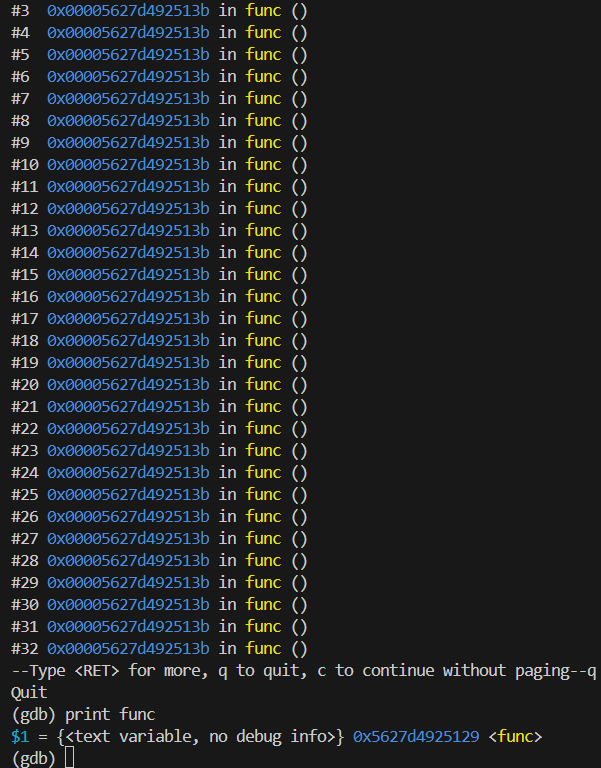 #3  0x00005627d492513b in func ()
#4  0x00005627d492513b in func ()
#5  0x00005627d492513b in func ()
#6  0x00005627d492513b in func ()
#7  0x00005627d492513b in func ()
#8  0x00005627d492513b in func ()
#9  0x00005627d492513b in func ()
#10 0x00005627d492513b in func ()
#11 0x00005627d492513b in func ()
#12 0x00005627d492513b in func ()
#13 0x00005627d492513b in func ()
#14 0x00005627d492513b in func ()
#15 0x00005627d492513b in func ()
#16 0x00005627d492513b in func ()
#17 0x00005627d492513b in func ()
#18 0x00005627d492513b in func ()
#19 0x00005627d492513b in func ()
#20 0x00005627d492513b in func ()
#21 0x00005627d492513b in func ()
#22 0x00005627d492513b in func ()
#23 0x00005627d492513b in func ()
#24 0x00005627d492513b in func ()
#25 0x00005627d492513b in func ()
#26 0x00005627d492513b in func ()
#27 0x00005627d492513b in func ()
#28 0x00005627d492513b in func ()
#29 0x00005627d492513b in func ()
#30 0x00005627d492513b in func ()
#31 0x00005627d492513b in func ()
#32 0x00005627d492513b in func ()
--Type <RET> for more, q to quit, c to continue without paging--q
Quit
(gdb) print func
$1 = {<text variable, no debug info>} 0x5627d4925129 <func>
(gdb)